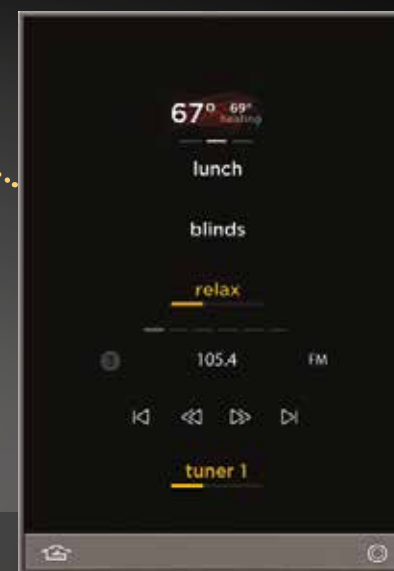 67° 69°
heating
lunch
blinds
relax
105.4 FM
tuner 1